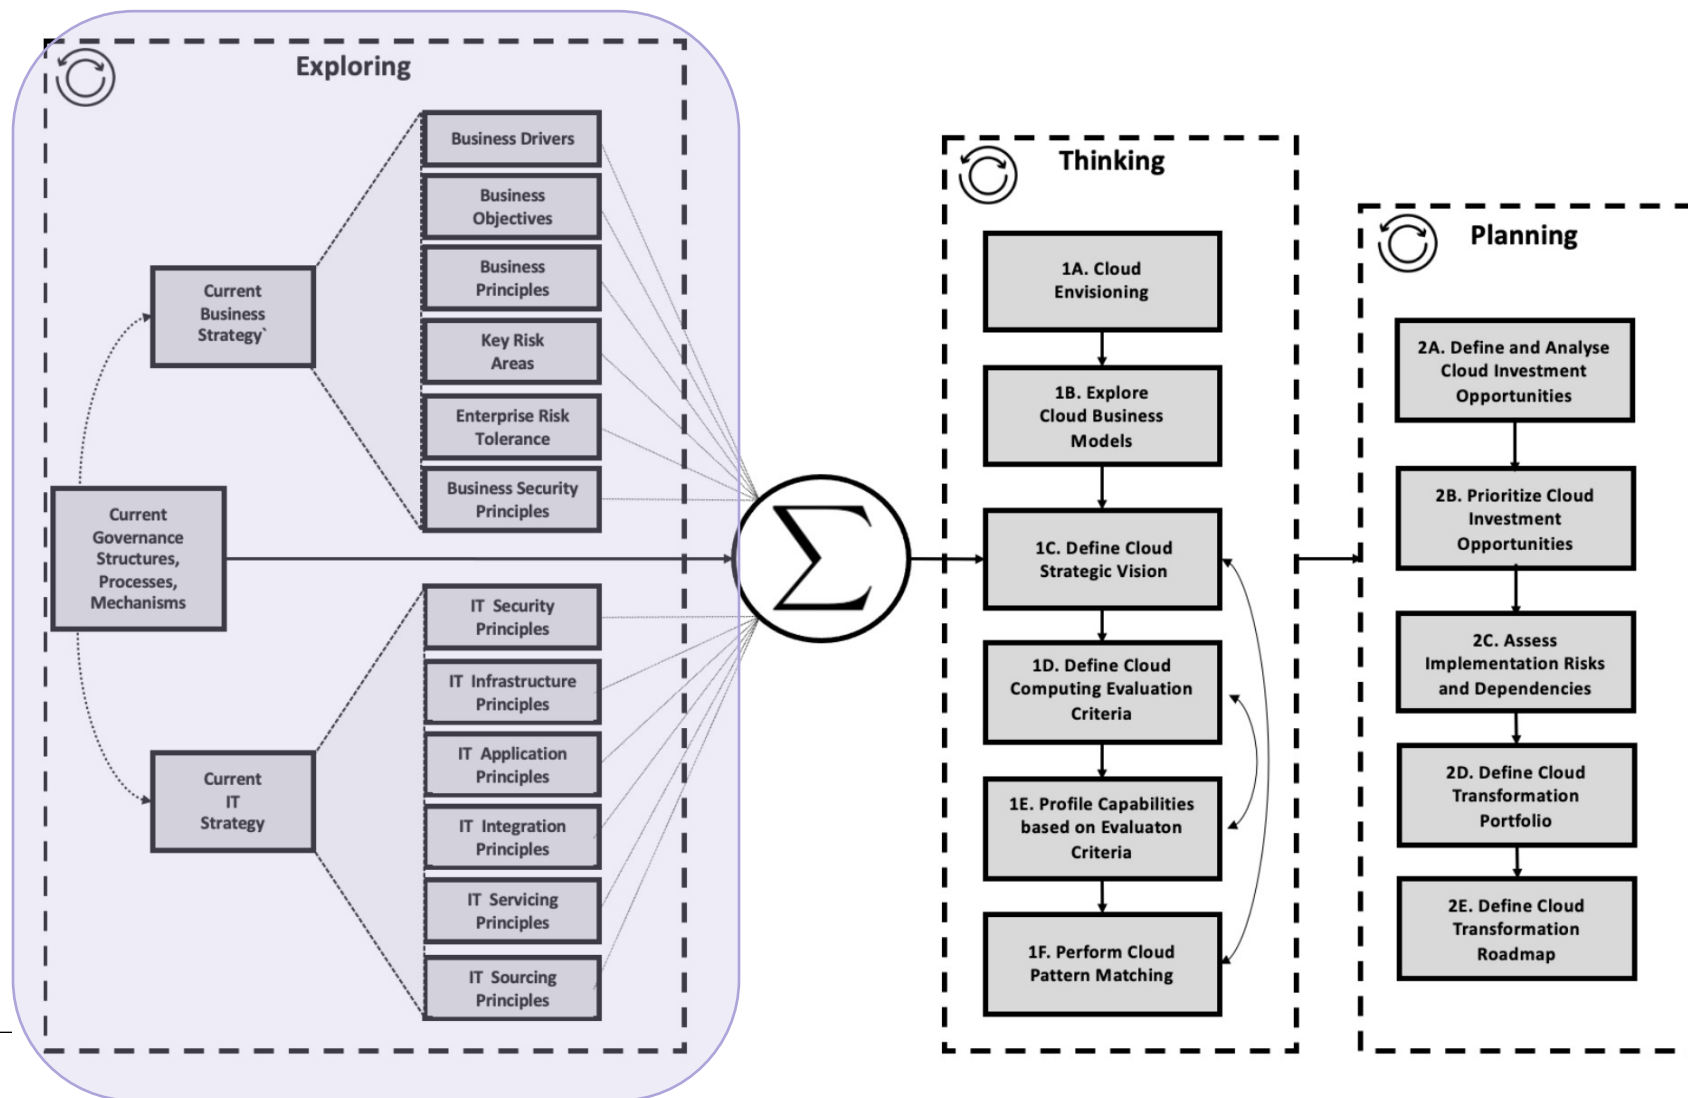 Exploring
Business Drivers
Business
Objectives
Business
Principles
Key Risk
Areas
Enterprise Risk
Tolerance
Business Security
Principles
Current
Business
Strategy`
Current
Governance
Structures,
Processes,
Mechanisms
Current
IT
Strategy
IT Security
Principles
IT Infrastructure
Principles
IT Application
Principles
IT Integration
Principles
IT Servicing
Principles
IT Sourcing
Principles
Σ
Thinking
1A. Cloud
Envisioning
1B. Explore
Cloud Business
Models
1C. Define Cloud
Strategic Vision
1D. Define Cloud
Computing Evaluation
Criteria
1E. Profile Capabilities
based on Evaluaton
Criteria
1F. Perform Cloud
Pattern Matching
Planning
2A. Define and Analyse
Cloud Investment
Opportunities
2B. Prioritize Cloud
Investment
Opportunities
2C. Assess
Implementation Risks
and Dependencies
2D. Define Cloud
Transformation
Portfolio
2E. Define Cloud
Transformation
Roadmap